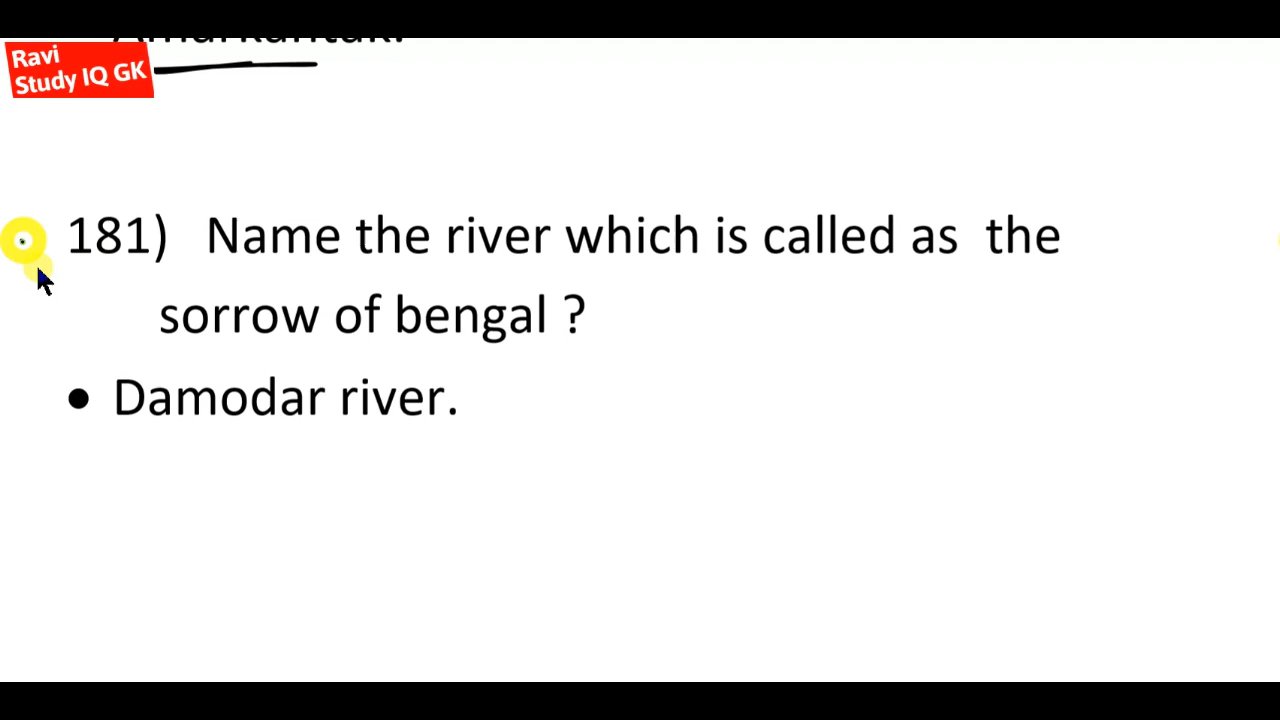 Ravi
Study IQ GK
181) Name the river which is called as the
sorrow of bengal ?
• Damodar river.